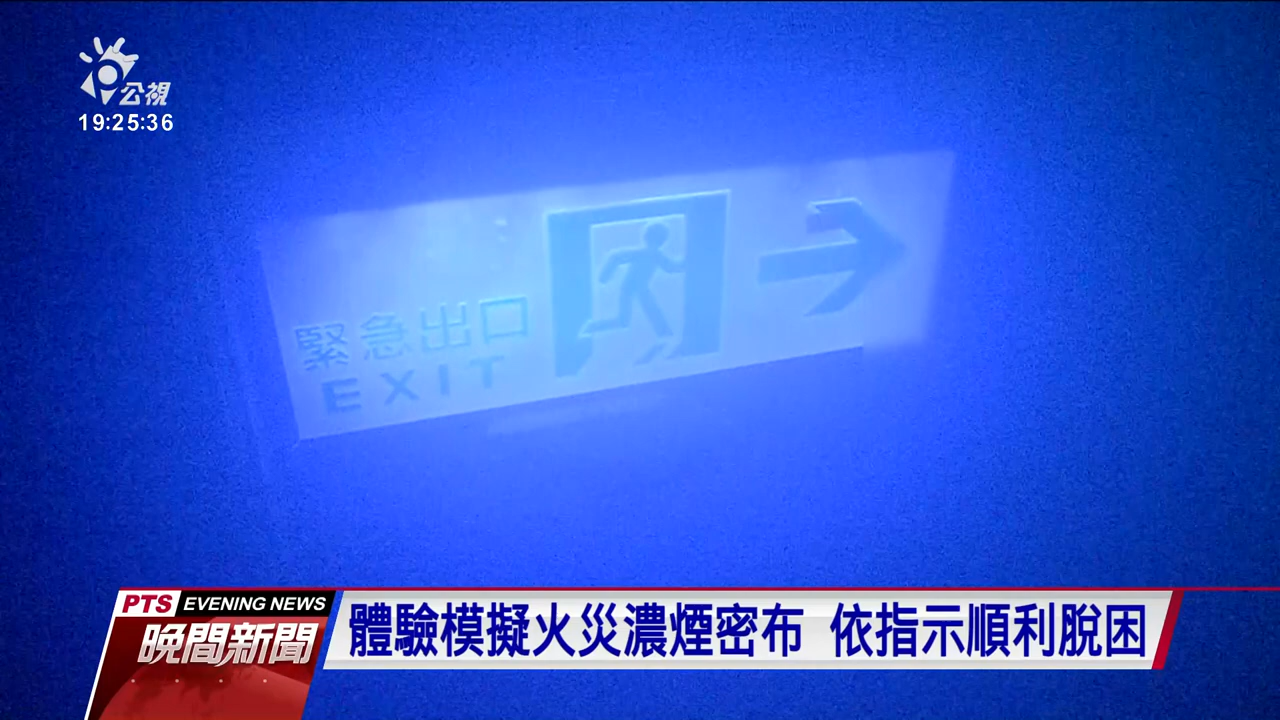 公視
19:25:36
緊急出口
EXIT
PTS EVENING NEWS
晚間新聞
體驗模擬火災濃煙密布 依指示順利脫困